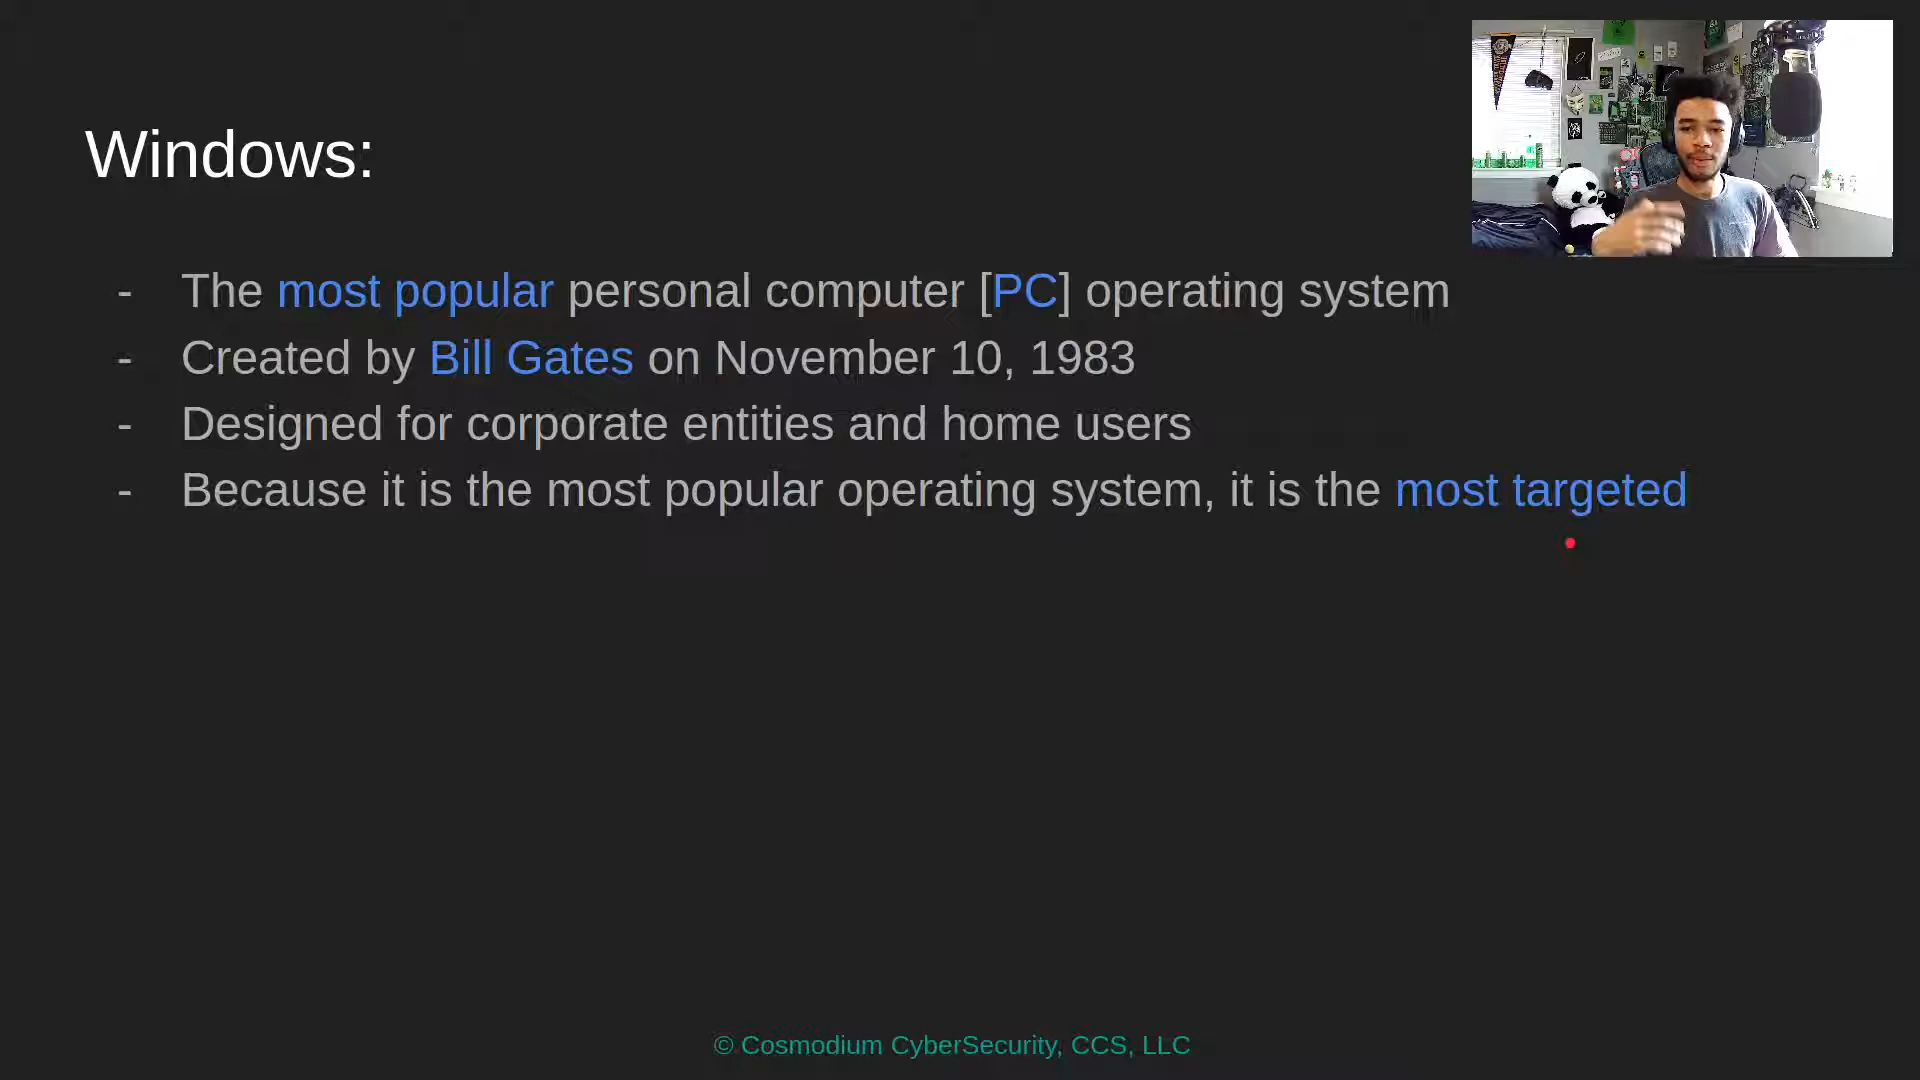 Windows:
- The most popular personal computer [PC] operating system
- Created by Bill Gates on November 10, 1983
- Designed for corporate entities and home users
- Because it is the most popular operating system, it is the most targeted
© Cosmodium CyberSecurity, CCS, LLC